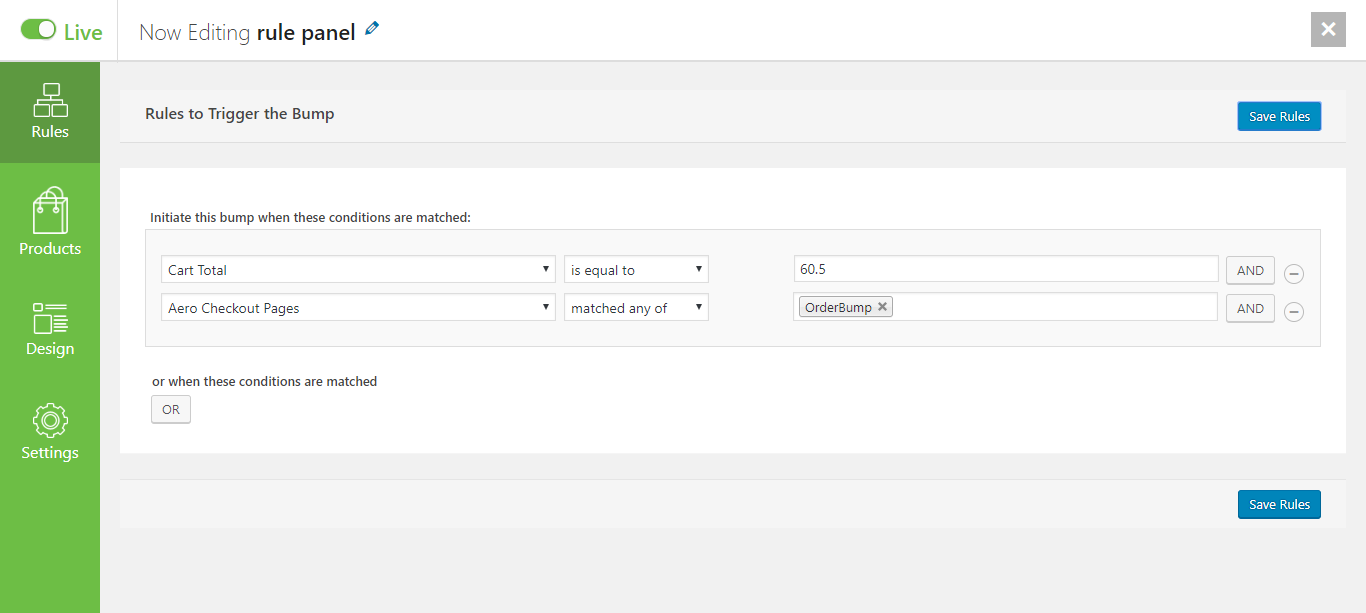 Live
Now Editing rule panel
Rules
Products
Design
Settings
Rules to Trigger the Bump
Save Rules
Initiate this bump when these conditions are matched:
Cart Total is equal to 60.5 AND
Aero Checkout Pages matched any of OrderBump AND
or when these conditions are matched
OR
Save Rules